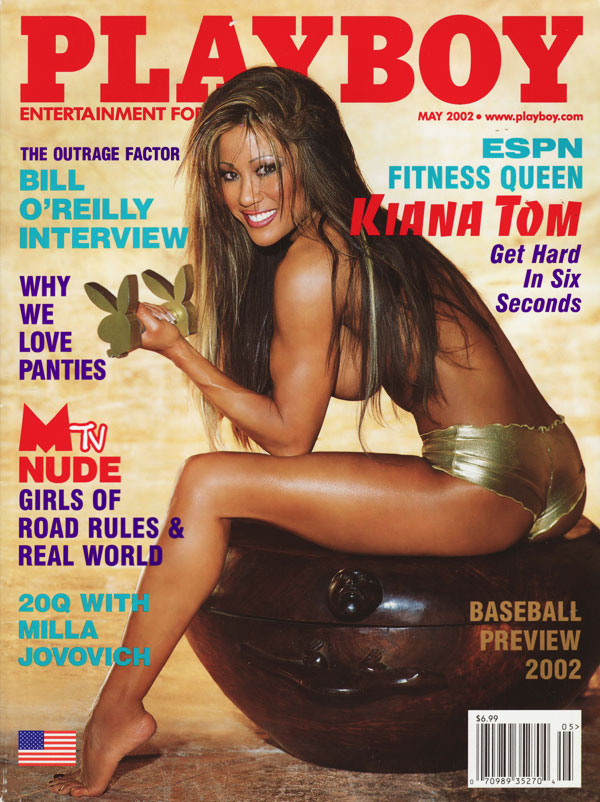 PLAYBOY
ENTERTAINMENT FOR
MAY 2002 • www.playboy.com
THE OUTRAGE FACTOR
BILL
O'REILLY
INTERVIEW
WHY
WE
LOVE
PANTIES
MTV
NUDE
GIRLS OF
ROAD RULES &
REAL WORLD
20Q WITH
MILLA
JOVOVICH
ESPN
FITNESS QUEEN
KIANA TOM
Get Hard
In Six
Seconds
BASEBALL
PREVIEW
2002
$6.99
05>
0 70989 35270 4